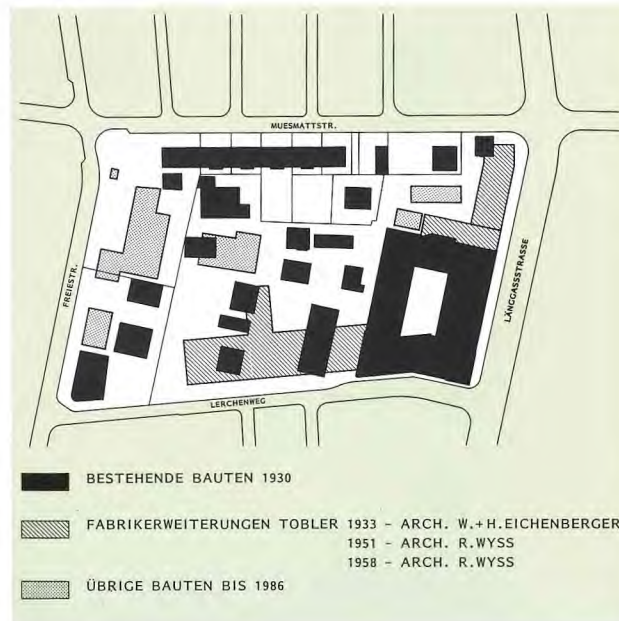 MUESMATTSTR.
FREIESTR.
LÄNGGASSSTRASSE
LERCHENWEG
BESTEHENDE BAUTEN 1930
FABRIKERWEITERUNGEN TOBLER 1933 - ARCH. W.+H.EICHENBERGER
1951 - ARCH. R.WYSS
1958 - ARCH. R.WYSS
ÜBRIGE BAUTEN BIS 1986